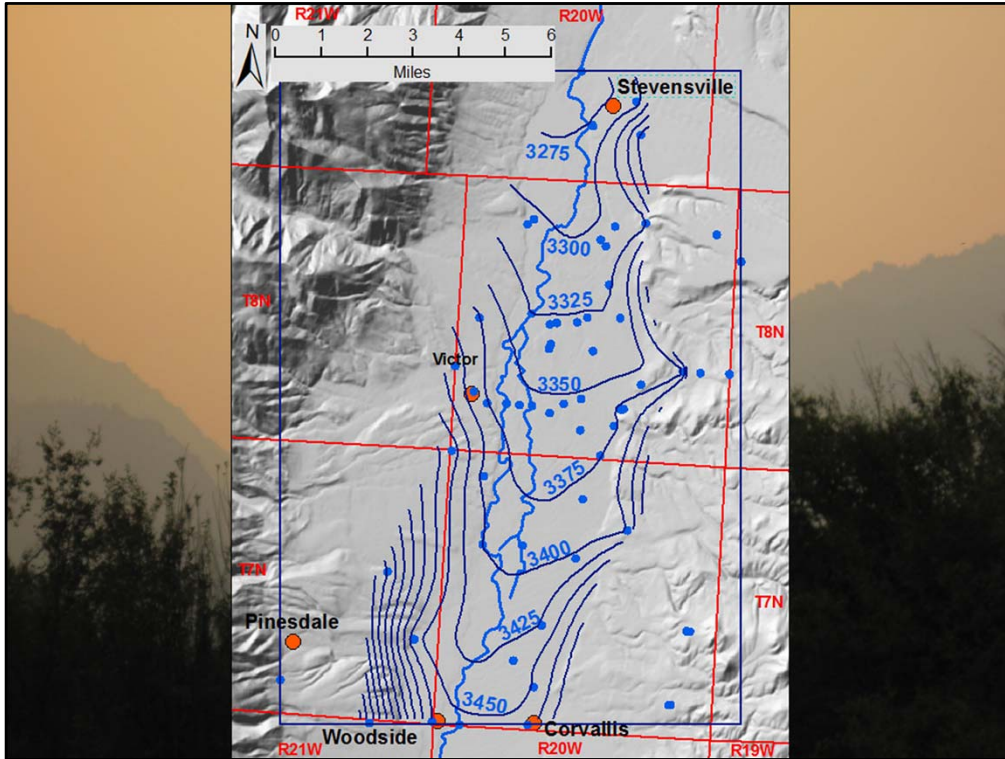 R21W
R20W
N
0 1 2 3 4 5 6
Miles
Stevensville
3275
3300
3325
T8N
T8N
Victor
3350
3375
3400
T7N
T7N
Pinesdale
3425
3450
Woodside
Corvallis
R21W
R20W
R19W